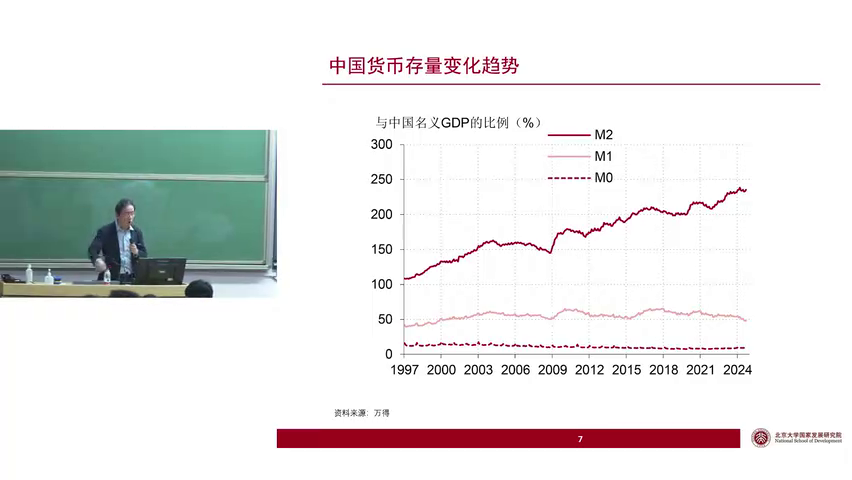 中国货币存量变化趋势
与中国名义GDP的比例（%）
M2
M1
M0
300
250
200
150
100
50
0
1997 2000 2003 2006 2009 2012 2015 2018 2021 2024
资料来源：万得
7
北京大学国家发展研究院
National School of Development